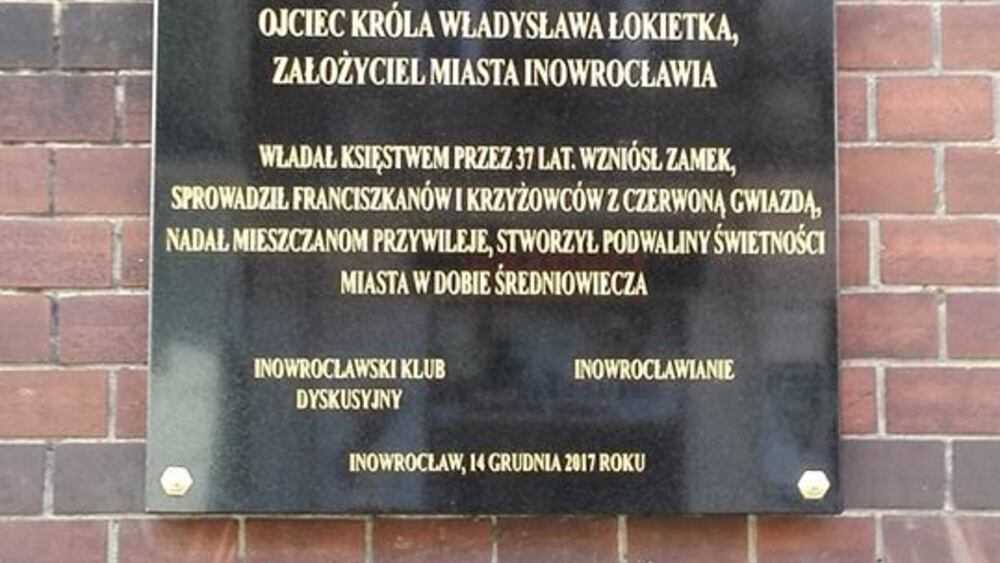 OJCIEC KRÓLA WŁADYSŁAWA ŁOKIETKA,
ZAŁOŻYCIEL MIASTA INOWROCŁAWIA
WŁADAŁ KSIĘSTWEM PRZEZ 37 LAT. WZNIÓSŁ ZAMEK,
SPROWADZIŁ FRANCISZKANÓW I KRZYŻOWCÓW Z CZERWONĄ GWIAZDĄ,
NADAŁ MIESZCZANOM PRZYWILEJE, STWORZYŁ PODWALINY ŚWIETNOŚCI
MIASTA W DOBIE ŚREDNIOWIECZA
INOWROCŁAWSKI KLUB
DYSKUSYJNY
INOWROCŁAWIANIE
INOWROCŁAW, 14 GRUDNIA 2017 ROKU